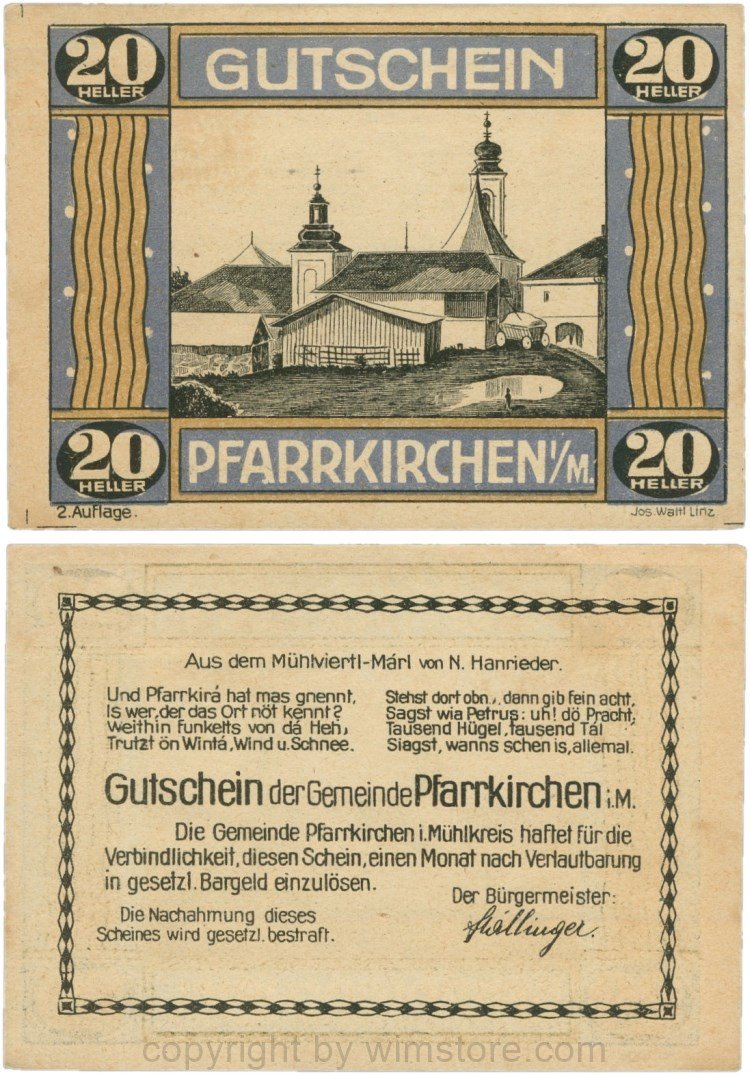 20 HELLER
GUTSCHEIN
20 HELLER
20 HELLER
PFARRKIRCHEN I/M.
20 HELLER
2. Auflage.
Jos. Waltl Linz
Aus dem Mühlviertl-Márl von N. Hanrieder.
Und Pfarrkirá hat mas gnennt,
Is wer, der das Ort nöt kennt?
Weithin funkelts von dá Heh,
Trutzt ön Wintá, Wind u. Schnee.
Stehst dort obn., dann gib fein acht,
Sagst wia Petrus: uh! dö Pracht,
Tausend Hügel, tausend Tál
Siagst, wanns schen is, allemal.
Gutschein der Gemeinde Pfarrkirchen i.M.
Die Gemeinde Pfarrkirchen i. Mühlkreis haftet für die
Verbindlichkeit, diesen Schein, einen Monat nach Verlautbarung
in gesetzl. Bargeld einzulösen.
Der Bürgermeister:
Die Nachahmung dieses
Scheines wird gesetzl. bestraft.
copyright by wimstore.com